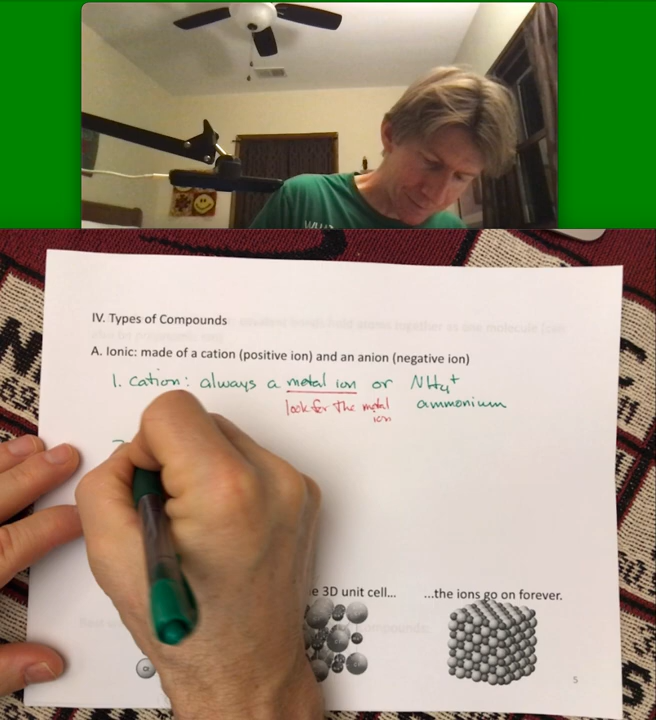 IV. Types of Compounds
A. Ionic: made of a cation (positive ion) and an anion (negative ion)
1. cation: always a metal ion or NH4+
look for the metal ion ammonium
e 3D unit cell... ...the ions go on forever.
5